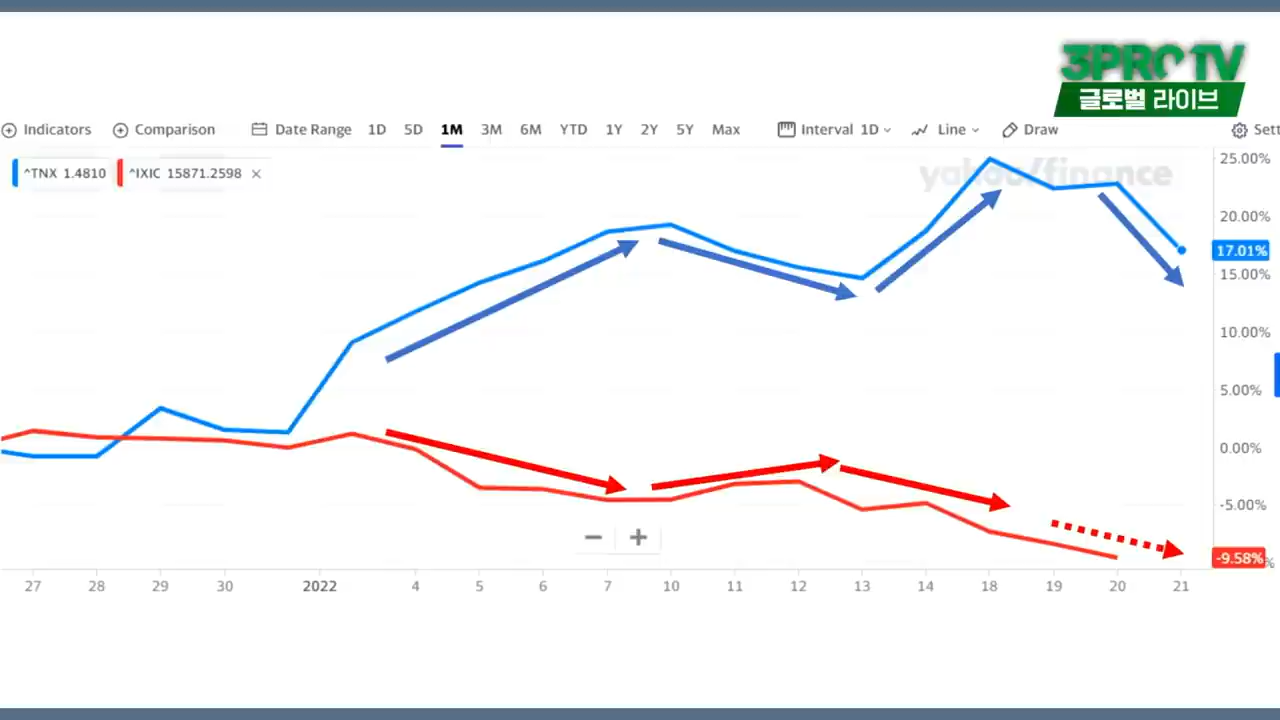 3PROTV
글로벌 라이브
Indicators Comparison Date Range 1D 5D 1M 3M 6M YTD 1Y 2Y 5Y Max Interval 1D Line Draw Sett
^TNX 1.4810 ^IXIC 15871.2598 ×
yahoo/finance
25.00%
20.00%
17.01%
15.00%
10.00%
5.00%
0.00%
-5.00%
-9.58%
%
− +
27 28 29 30 2022 4 5 6 7 10 11 12 13 14 18 19 20 21